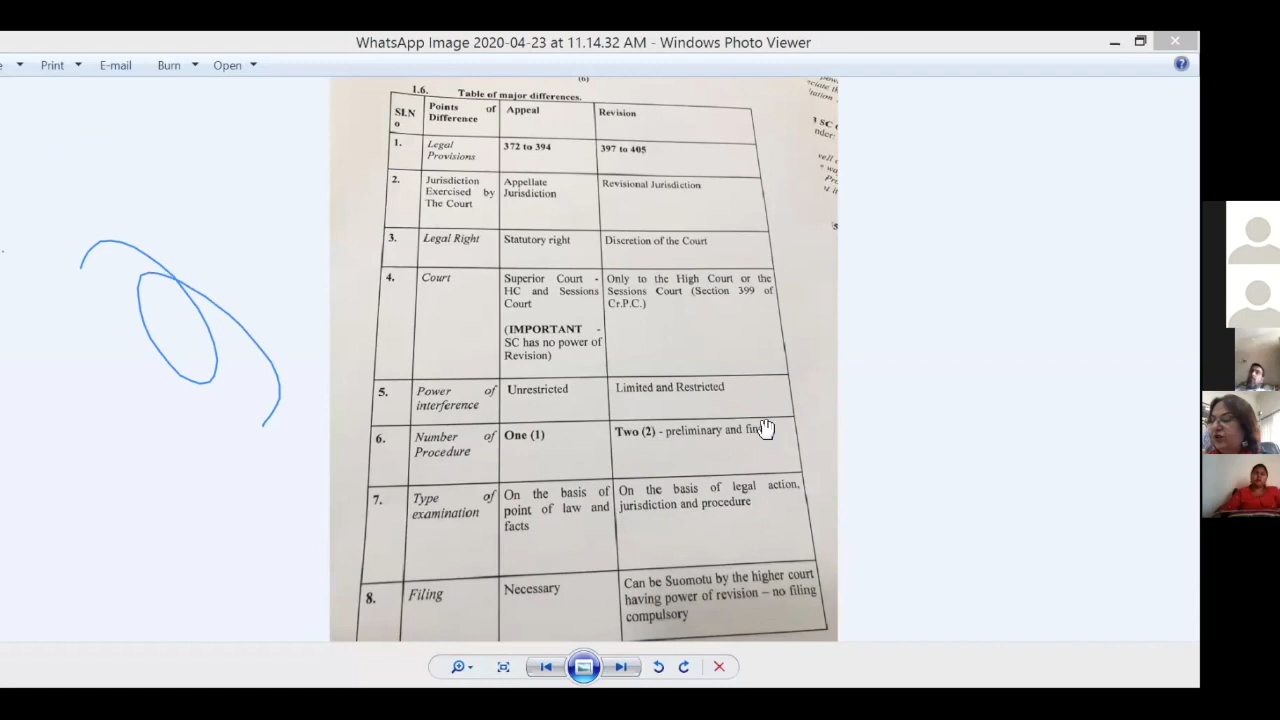 WhatsApp Image 2020-04-23 at 11.14.32 AM - Windows Photo Viewer
Print E-mail Burn Open
(6)
1.6. Table of major differences.
Sl.N
o
Points of
Difference
Appeal
Revision
1.
Legal
Provisions
372 to 394
397 to 405
2.
Jurisdiction
Exercised by
The Court
Appellate
Jurisdiction
Revisional Jurisdiction
3.
Legal Right
Statutory right
Discretion of the Court
4.
Court
Superior Court -
HC and Sessions
Court
(IMPORTANT -
SC has no power of
Revision)
Only to the High Court or the
Sessions Court (Section 399 of
Cr.P.C.)
5.
Power of
interference
Unrestricted
Limited and Restricted
6.
Number of
Procedure
One (1)
Two (2) - preliminary and
7.
Type of
examination
On the basis of
point of law and
facts
On the basis of legal action,
jurisdiction and procedure
8.
Filing
Necessary
Can be Suomotu by the higher court
having power of revision – no filing
compulsory